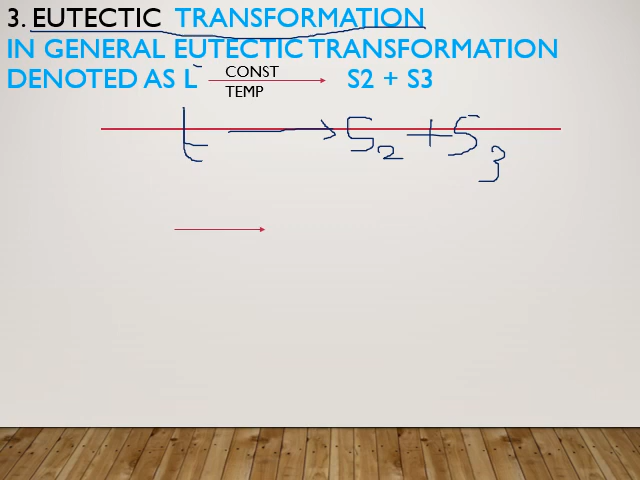 3. EUTECTIC TRANSFORMATION
IN GENERAL EUTECTIC TRANSFORMATION
DENOTED AS L CONST TEMP → S2 + S3
L → S2 + S3